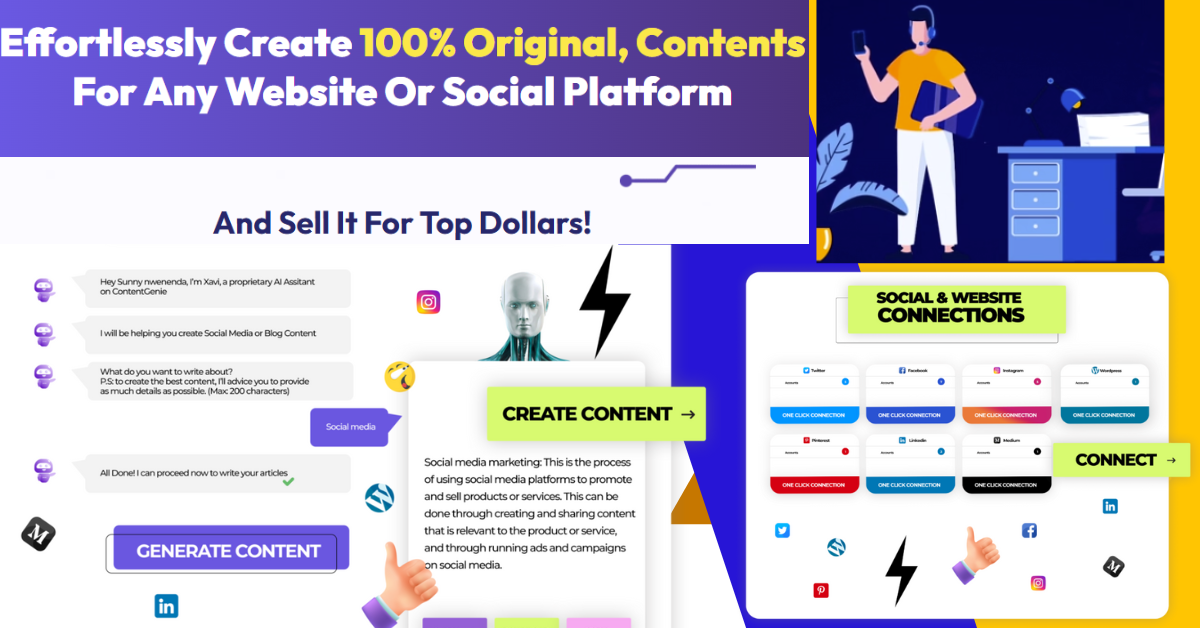 Effortlessly Create 100% Original, Contents
For Any Website Or Social Platform
And Sell It For Top Dollars!
Hey Sunny nwenenda, I'm Xavi, a proprietary AI Assitant
on ContentGenie
I will be helping you create Social Media or Blog Content
What do you want to write about?
P.S: to create the best content, I'll advice you to provide
as much details as possible. (Max: 200 characters)
Social media
All Done! I can proceed now to write your articles
GENERATE CONTENT
CREATE CONTENT →
Social media marketing: This is the process
of using social media platforms to promote
and sell products or services. This can be
done through creating and sharing content
that is relevant to the product or service,
and through running ads and campaigns
on social media.
SOCIAL & WEBSITE
CONNECTIONS
Twitter
Accounts
ONE CLICK CONNECTION
Facebook
Accounts
ONE CLICK CONNECTION
Instagram
Accounts
ONE CLICK CONNECTION
Wordpress
Accounts
ONE CLICK CONNECTION
Pinterest
Accounts
ONE CLICK CONNECTION
LinkedIn
Accounts
ONE CLICK CONNECTION
Medium
Accounts
ONE CLICK CONNECTION
CONNECT →